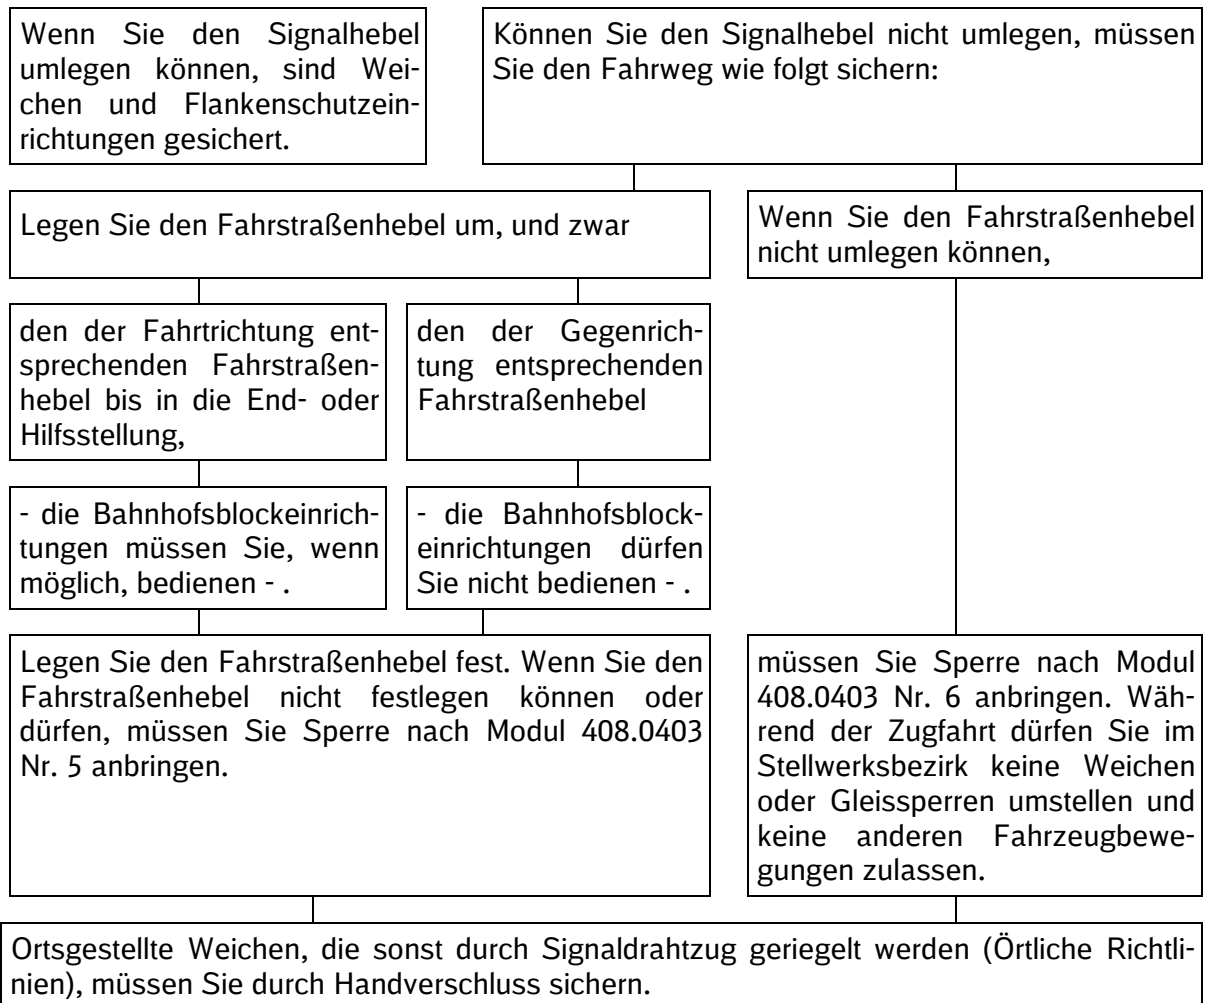 Wenn Sie den Signalhebel
umlegen können, sind Wei-
chen und Flankenschutzein-
richtungen gesichert.
Können Sie den Signalhebel nicht umlegen, müssen
Sie den Fahrweg wie folgt sichern:
Legen Sie den Fahrstraßenhebel um, und zwar
Wenn Sie den Fahrstraßenhebel
nicht umlegen können,
den der Fahrtrichtung ent-
sprechenden Fahrstraßen-
hebel bis in die End- oder
Hilfsstellung,
den der Gegenrich-
tung entsprechenden
Fahrstraßenhebel
- die Bahnhofsblockeinrich-
tungen müssen Sie, wenn
möglich, bedienen - .
- die Bahnhofsblock-
einrichtungen dürfen
Sie nicht bedienen - .
Legen Sie den Fahrstraßenhebel fest. Wenn Sie den
Fahrstraßenhebel nicht festlegen können oder
dürfen, müssen Sie Sperre nach Modul 408.0403
Nr. 5 anbringen.
müssen Sie Sperre nach Modul
408.0403 Nr. 6 anbringen. Wäh-
rend der Zugfahrt dürfen Sie im
Stellwerksbezirk keine Weichen
oder Gleissperren umstellen und
keine anderen Fahrzeugbewe-
gungen zulassen.
Ortsgestellte Weichen, die sonst durch Signaldrahtzug geriegelt werden (Örtliche Richtli-
nien), müssen Sie durch Handverschluss sichern.